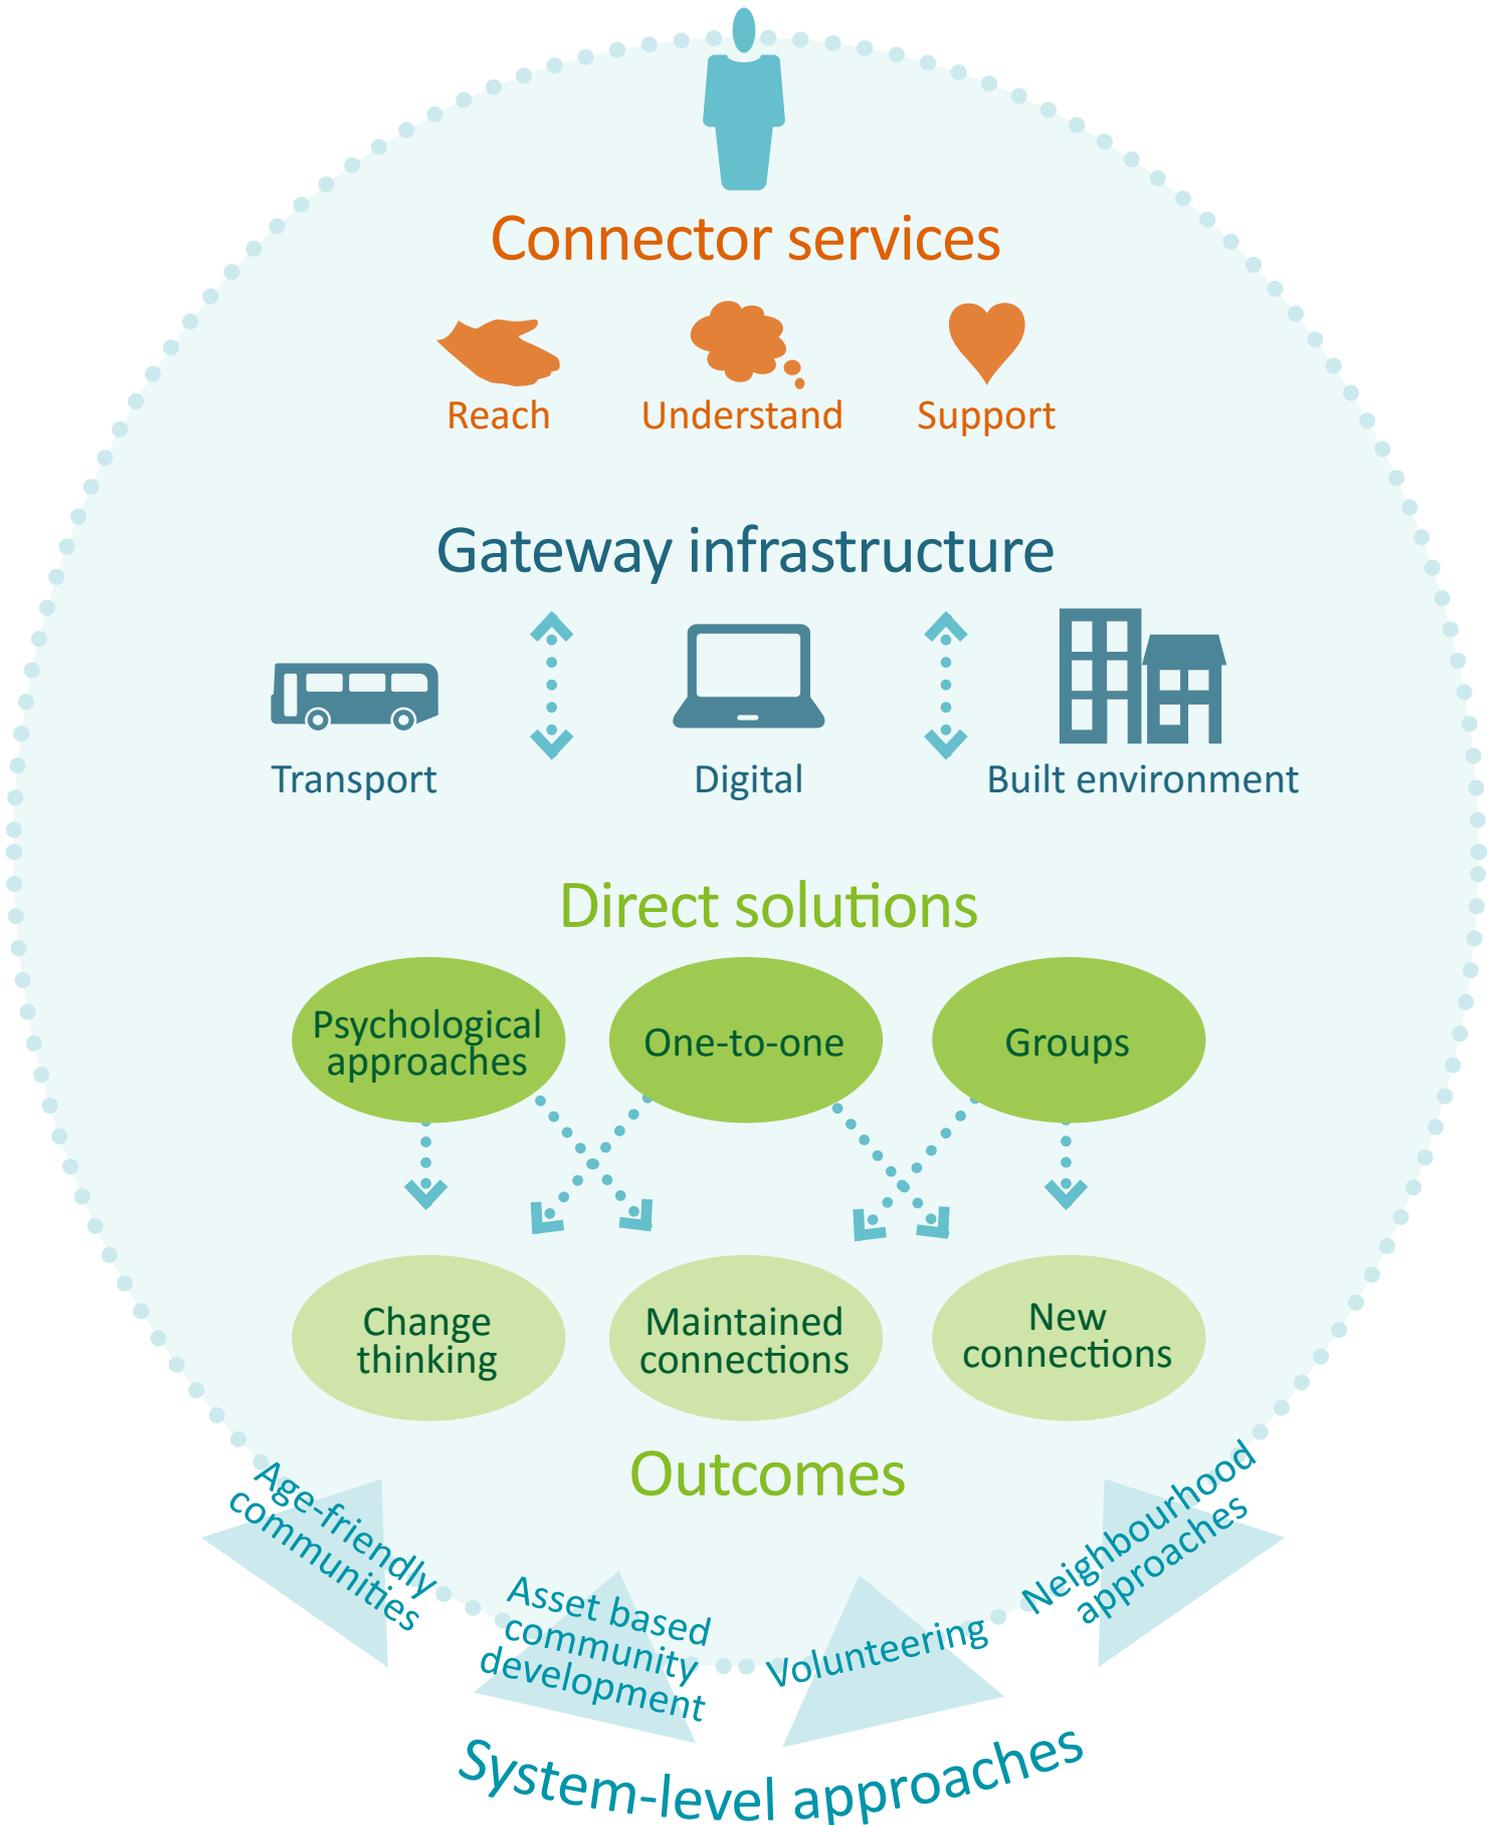 Connector services
Reach
Understand
Support
Gateway infrastructure
Transport
Digital
Built environment
Direct solutions
Psychological
approaches
One-to-one
Groups
Change
thinking
Maintained
connections
New
connections
Outcomes
Age-friendly
communities
Asset based
community
development
Volunteering
Neighbourhood
approaches
System-level approaches